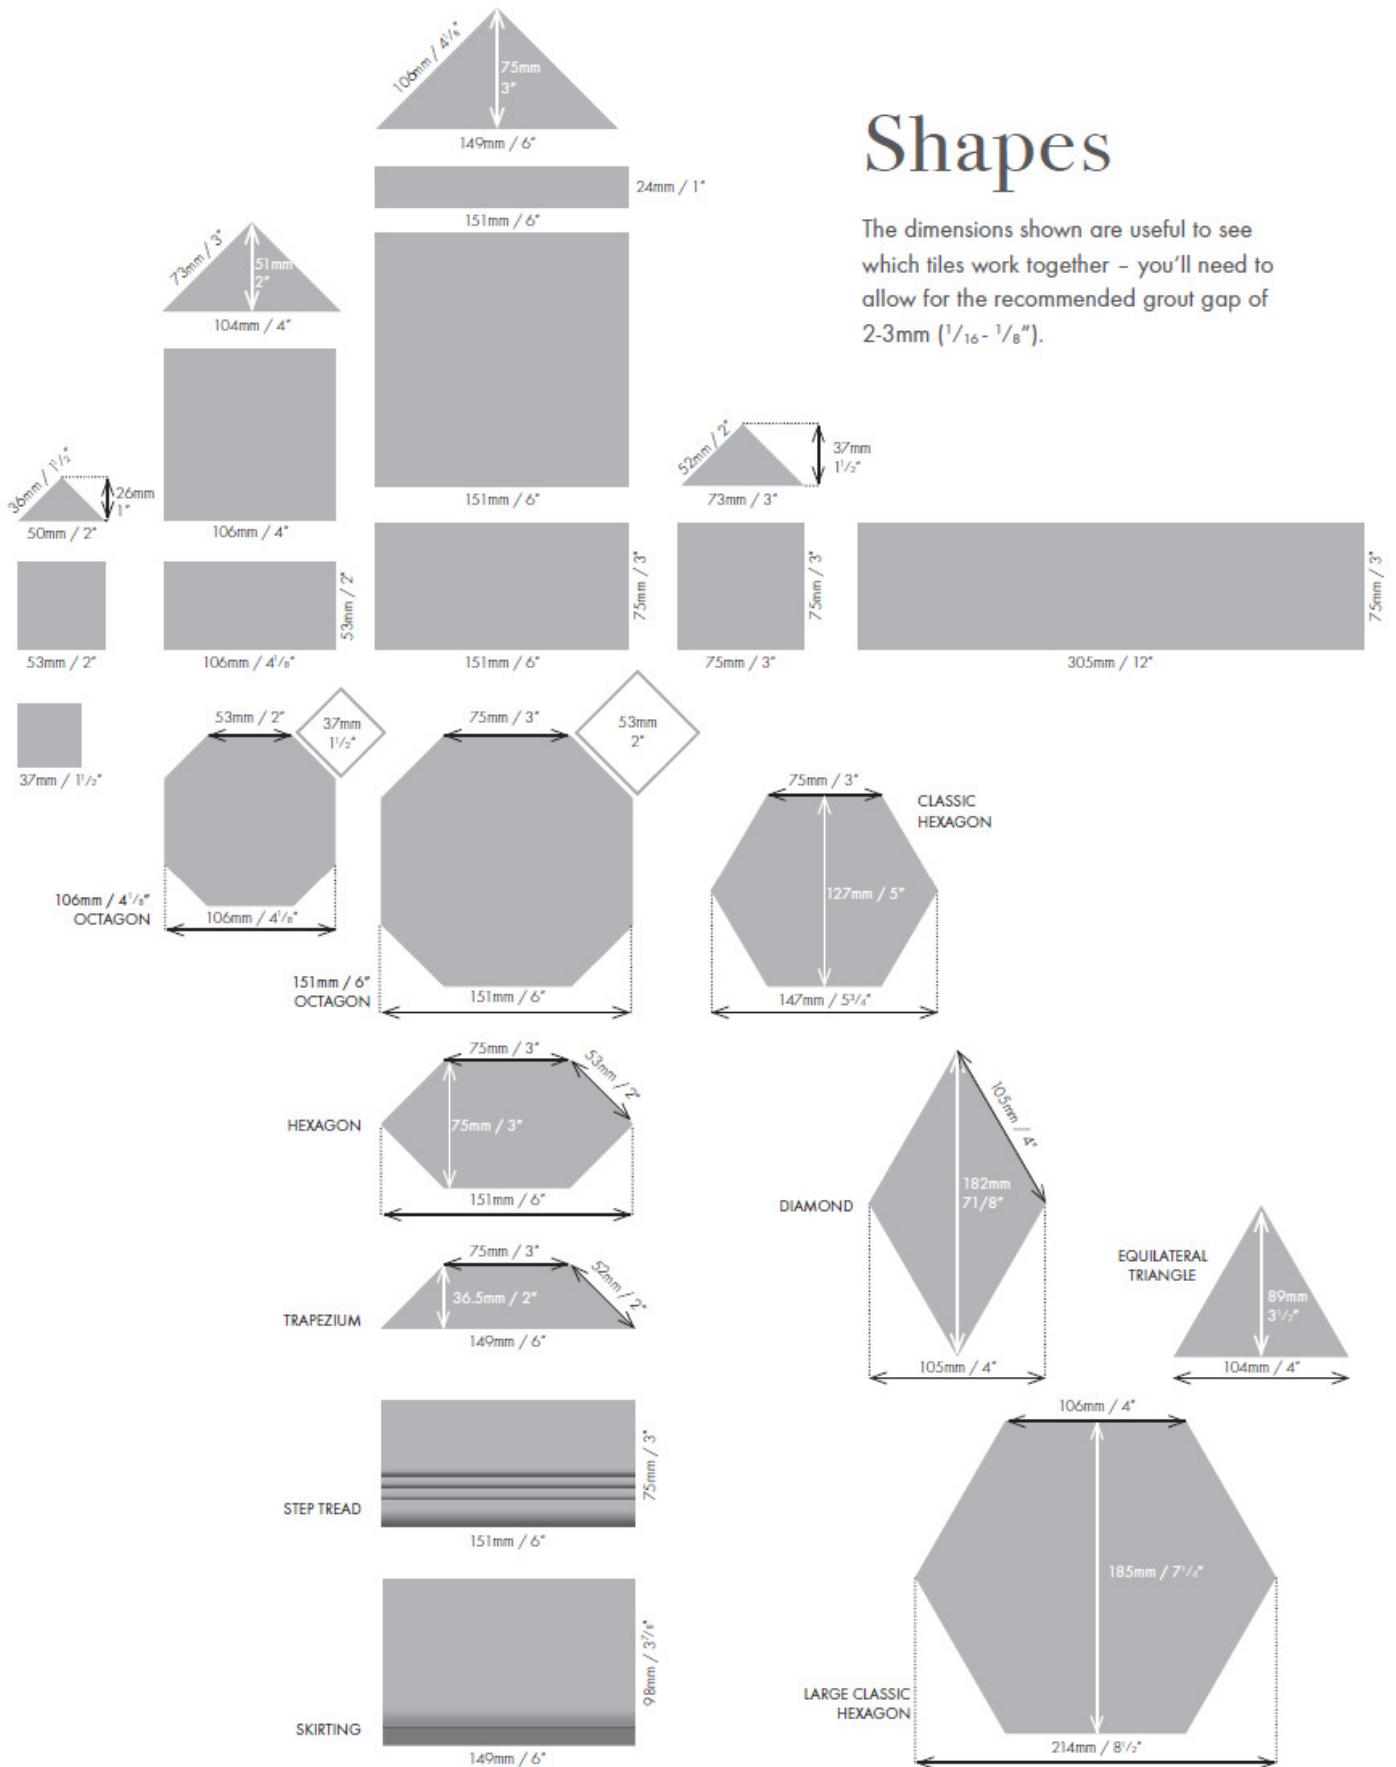 106mm / 4⅛"
75mm
3"
149mm / 6"
Shapes
24mm / 1"
151mm / 6"
The dimensions shown are useful to see
which tiles work together – you'll need to
allow for the recommended grout gap of
2-3mm (1/16 - 1/8").
73mm / 3"
51mm
2"
104mm / 4"
36mm / 1½"
26mm
1"
50mm / 2"
106mm / 4"
151mm / 6"
52mm / 2"
37mm
1½"
73mm / 3"
53mm / 2"
53mm / 2"
106mm / 4⅛"
75mm / 3"
151mm / 6"
75mm / 3"
75mm / 3"
75mm / 3"
305mm / 12"
37mm / 1½"
53mm / 2"
37mm
1½"
106mm / 4⅛"
OCTAGON
106mm / 4⅛"
75mm / 3"
53mm
2"
151mm / 6"
OCTAGON
151mm / 6"
75mm / 3"
CLASSIC
HEXAGON
127mm / 5"
147mm / 5¾"
75mm / 3"
53mm / 2"
HEXAGON
75mm / 3"
151mm / 6"
105mm / 4"
DIAMOND
182mm
71/8"
105mm / 4"
EQUILATERAL
TRIANGLE
89mm
3½"
104mm / 4"
75mm / 3"
52mm / 2"
36.5mm / 2"
TRAPEZIUM
149mm / 6"
75mm / 3"
STEP TREAD
151mm / 6"
98mm / 3⅞"
SKIRTING
149mm / 6"
106mm / 4"
185mm / 7¼"
LARGE CLASSIC
HEXAGON
214mm / 8½"